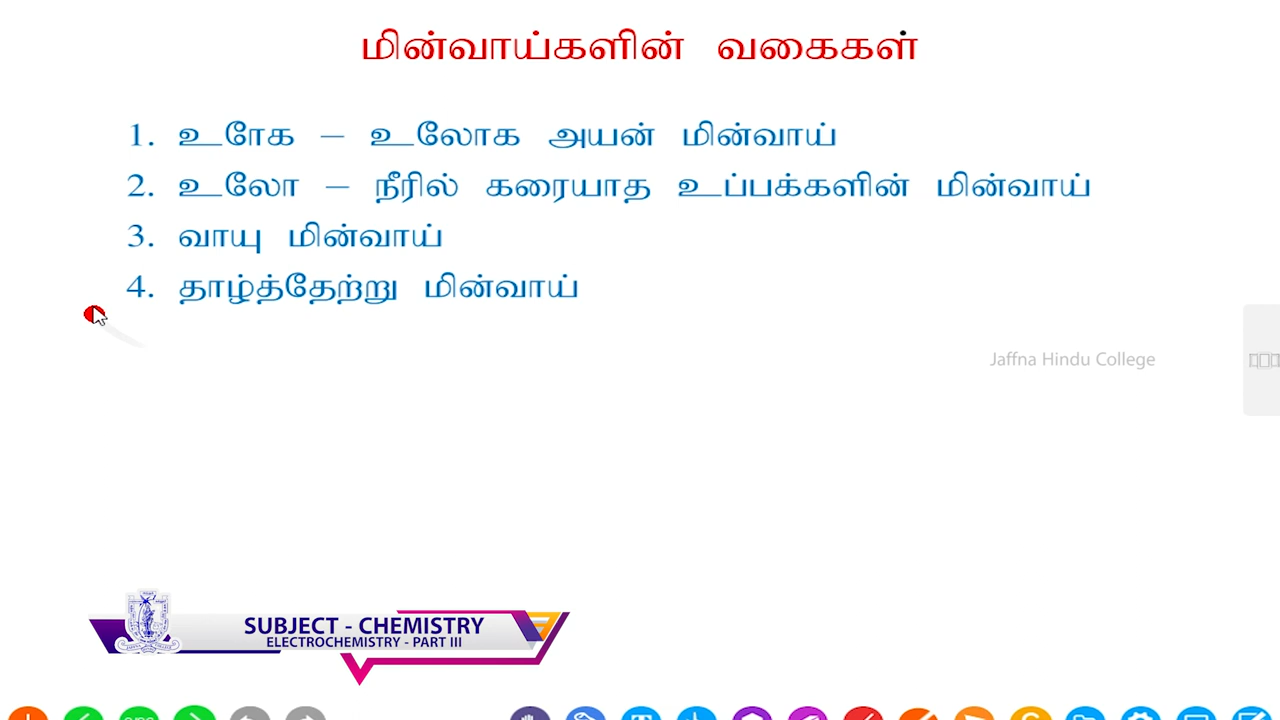 மின்வாய்களின் வகைகள்
1. உரோக – உலோக அயன் மின்வாய்
2. உலோ – நீரில் கரையாத உப்பக்களின் மின்வாய்
3. வாயு மின்வாய்
4. தாழ்த்தேற்று மின்வாய்
Jaffna Hindu College
SUBJECT - CHEMISTRY
ELECTROCHEMISTRY - PART III